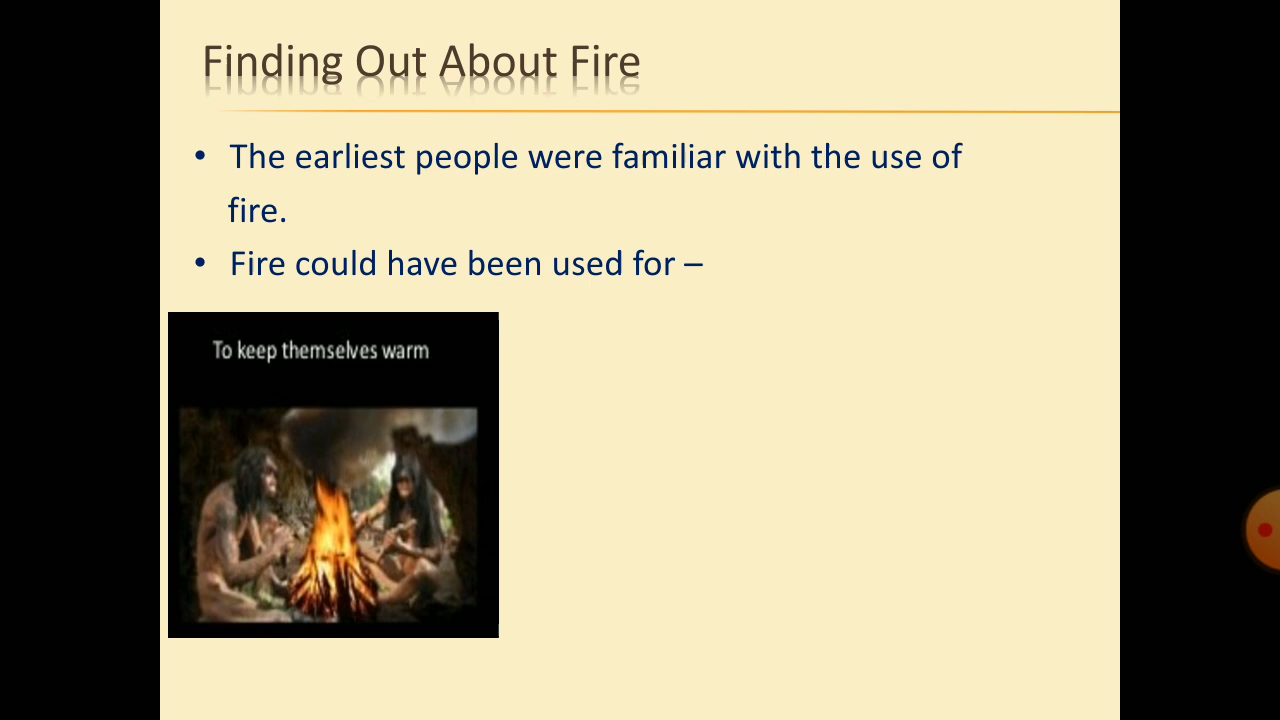 Finding Out About Fire
• The earliest people were familiar with the use of
fire.
• Fire could have been used for –
To keep themselves warm